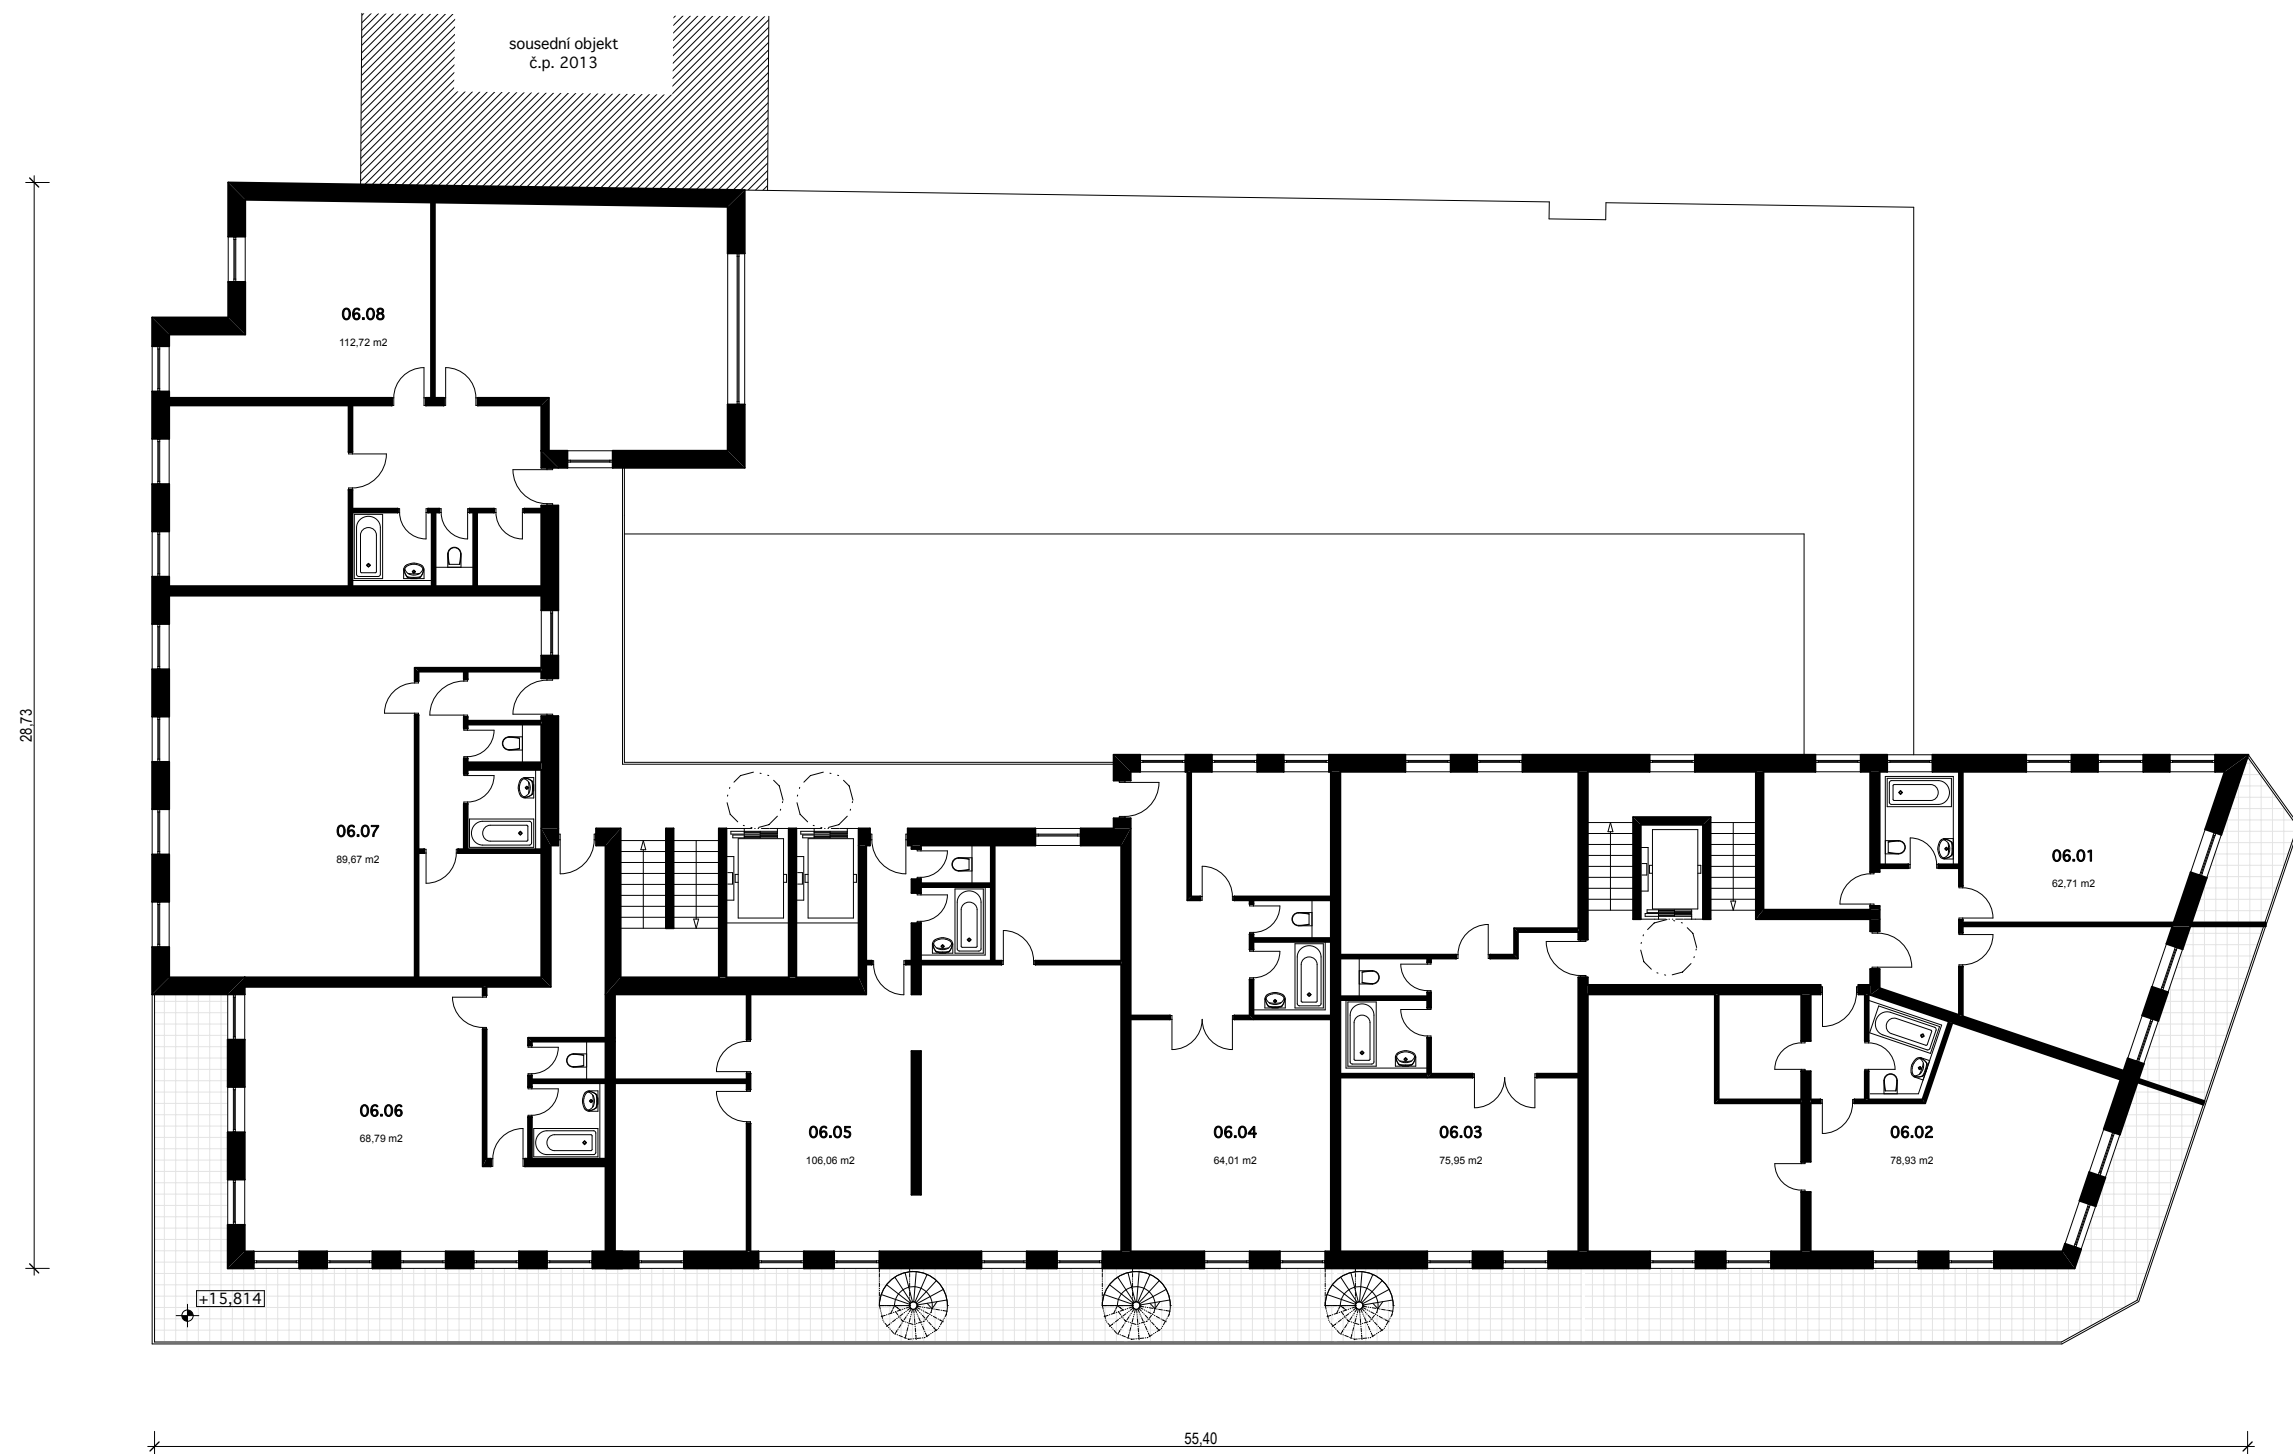 sousední objekt
č.p. 2013
06.08
112,72 m2
28,73
06.07
89,67 m2
06.01
62,71 m2
06.06
68,79 m2
06.05
106,06 m2
06.04
64,01 m2
06.03
75,95 m2
06.02
78,93 m2
+15,814
55,40